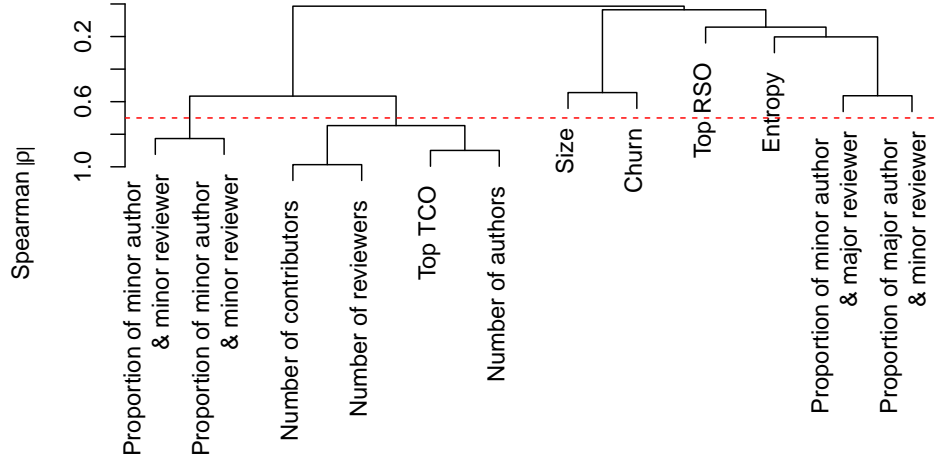 0.2
0.6
1.0
Spearman |ρ|
Proportion of minor author
& minor reviewer
Proportion of minor author
& minor reviewer
Number of contributors
Number of reviewers
Top TCO
Number of authors
Size
Churn
Top RSO
Entropy
Proportion of minor author
& major reviewer
Proportion of major author
& minor reviewer